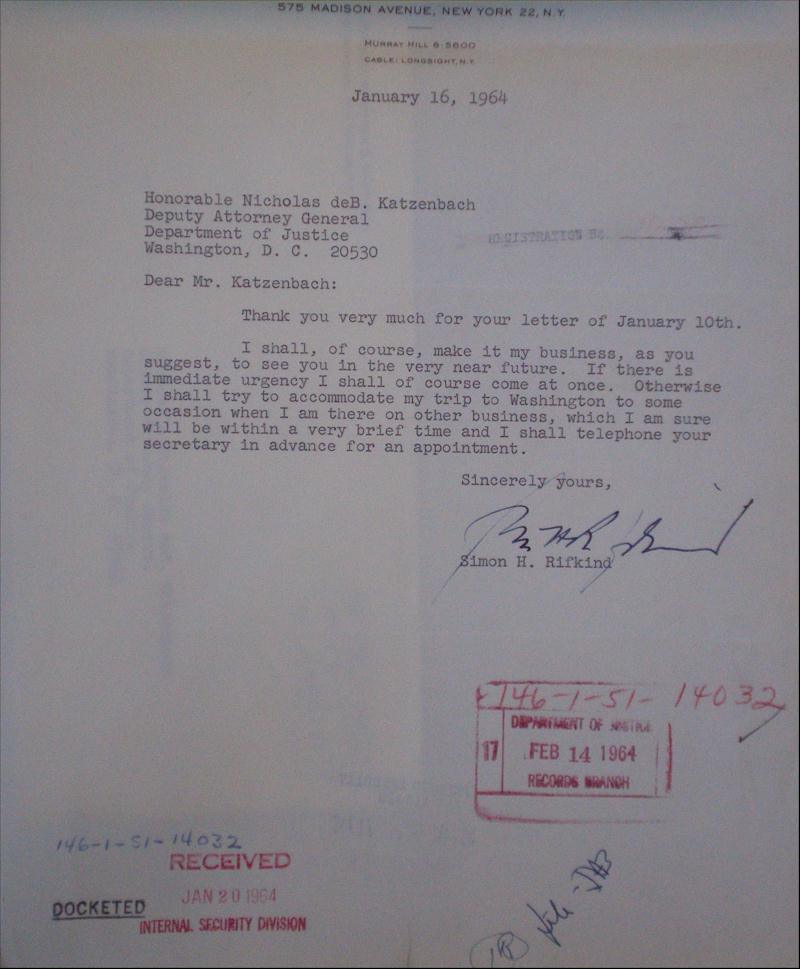 575 MADISON AVENUE, NEW YORK 22, N.Y.
MURRAY HILL 8-5600
CABLE: LONGSIGHT, N.Y.
January 16, 1964
Honorable Nicholas deB. Katzenbach
Deputy Attorney General
Department of Justice
Washington, D. C. 20530
REGISTRATION NO.
Dear Mr. Katzenbach:
Thank you very much for your letter of January 10th.
I shall, of course, make it my business, as you
suggest, to see you in the very near future. If there is
immediate urgency I shall of course come at once. Otherwise
I shall try to accommodate my trip to Washington to some
occasion when I am there on other business, which I am sure
will be within a very brief time and I shall telephone your
secretary in advance for an appointment.
Sincerely yours,
Simon H. Rifkind
146-1-51-14032
DEPARTMENT OF JUSTICE
17 FEB 14 1964
RECORDS BRANCH
146-1-51-14032
RECEIVED
JAN 20 1964
DOCKETED
INTERNAL SECURITY DIVISION